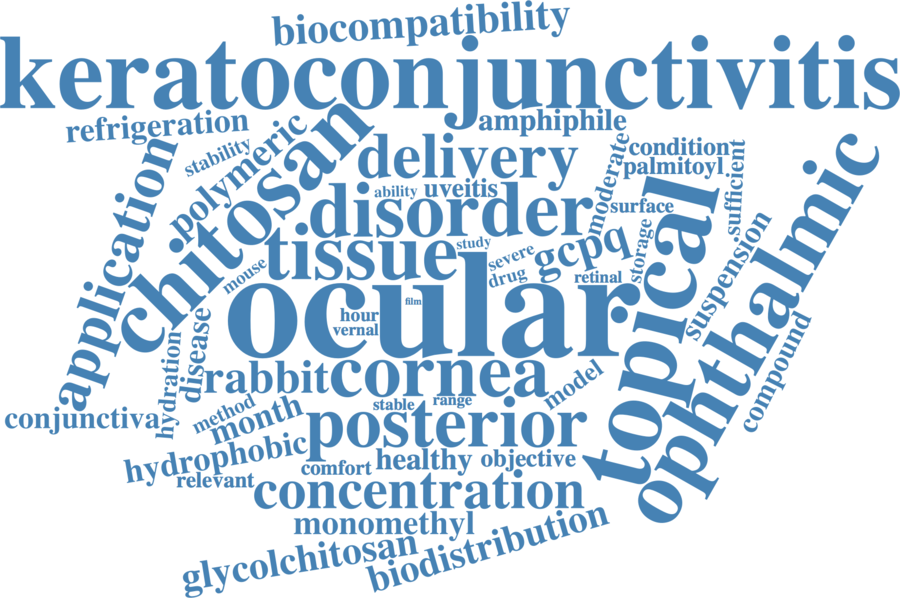 biocompatibility
keratoconjunctivitis
refrigeration
amphiphile
stability
polymeric
chitosan
delivery
moderate
condition
palmitoyl
sufficient
application
ability
uveitis
disorder
surface
topical
ophthalmic
tissue
study
severe
gcpq
storage
suspension
mouse
drug
retinal
ocular
film
hour
vernal
disease
hydration
compound
rabbit
cornea
model
conjunctiva
method
month
stable
range
posterior
hydrophobic
comfort
healthy
objective
relevant
concentration
monomethyl
glycolchitosan
biodistribution